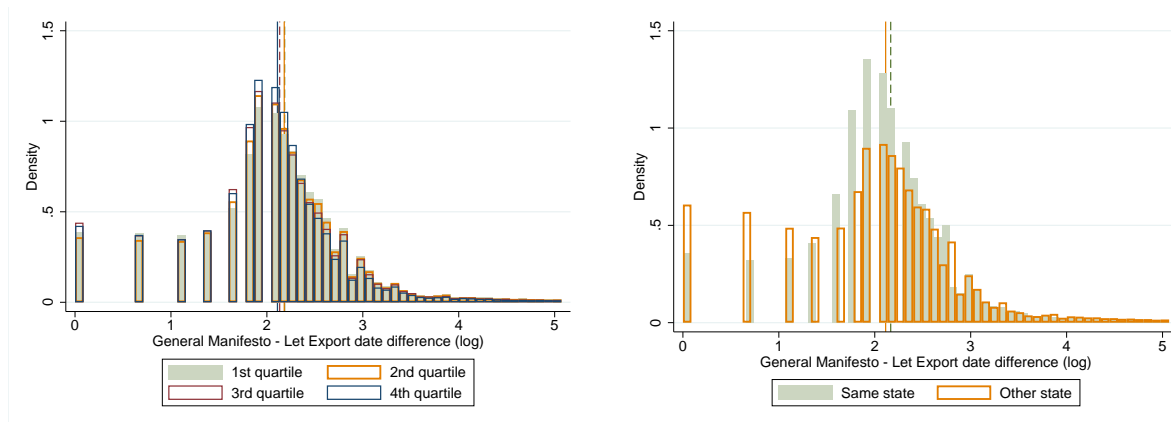 1.5
1
.5
0
Density
0 1 2 3 4 5
General Manifesto - Let Export date difference (log)
1st quartile 2nd quartile
3rd quartile 4th quartile
1.5
1
.5
0
Density
0 1 2 3 4 5
General Manifesto - Let Export date difference (log)
Same state Other state